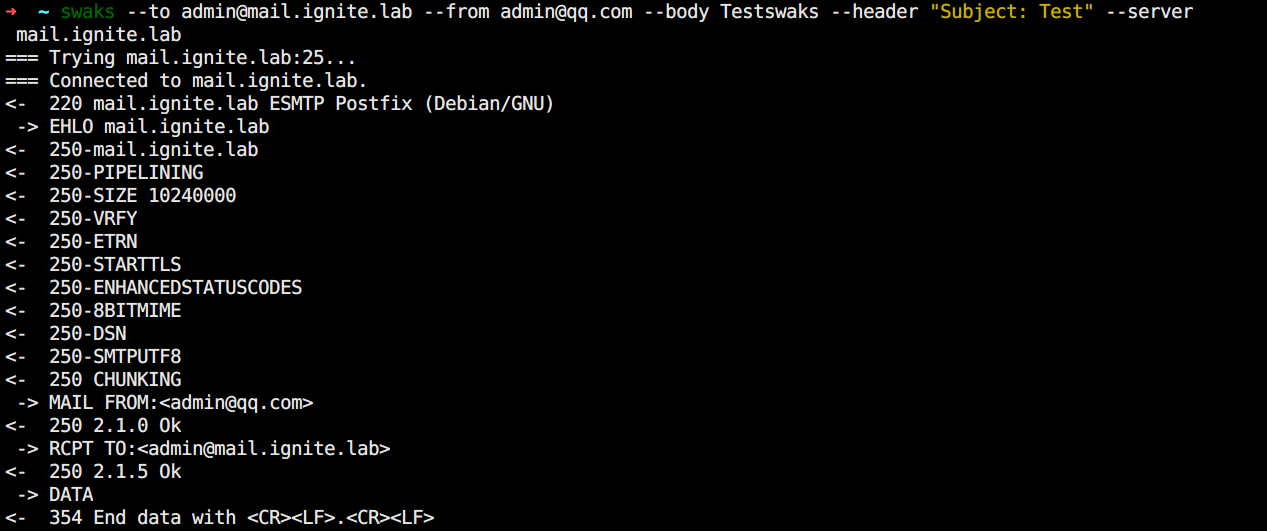 ➜ ~ swaks --to admin@mail.ignite.lab --from admin@qq.com --body Testswaks --header "Subject: Test" --server
mail.ignite.lab
=== Trying mail.ignite.lab:25...
=== Connected to mail.ignite.lab.
<-  220 mail.ignite.lab ESMTP Postfix (Debian/GNU)
 -> EHLO mail.ignite.lab
<-  250-mail.ignite.lab
<-  250-PIPELINING
<-  250-SIZE 10240000
<-  250-VRFY
<-  250-ETRN
<-  250-STARTTLS
<-  250-ENHANCEDSTATUSCODES
<-  250-8BITMIME
<-  250-DSN
<-  250-SMTPUTF8
<-  250 CHUNKING
 -> MAIL FROM:<admin@qq.com>
<-  250 2.1.0 Ok
 -> RCPT TO:<admin@mail.ignite.lab>
<-  250 2.1.5 Ok
 -> DATA
<-  354 End data with <CR><LF>.<CR><LF>